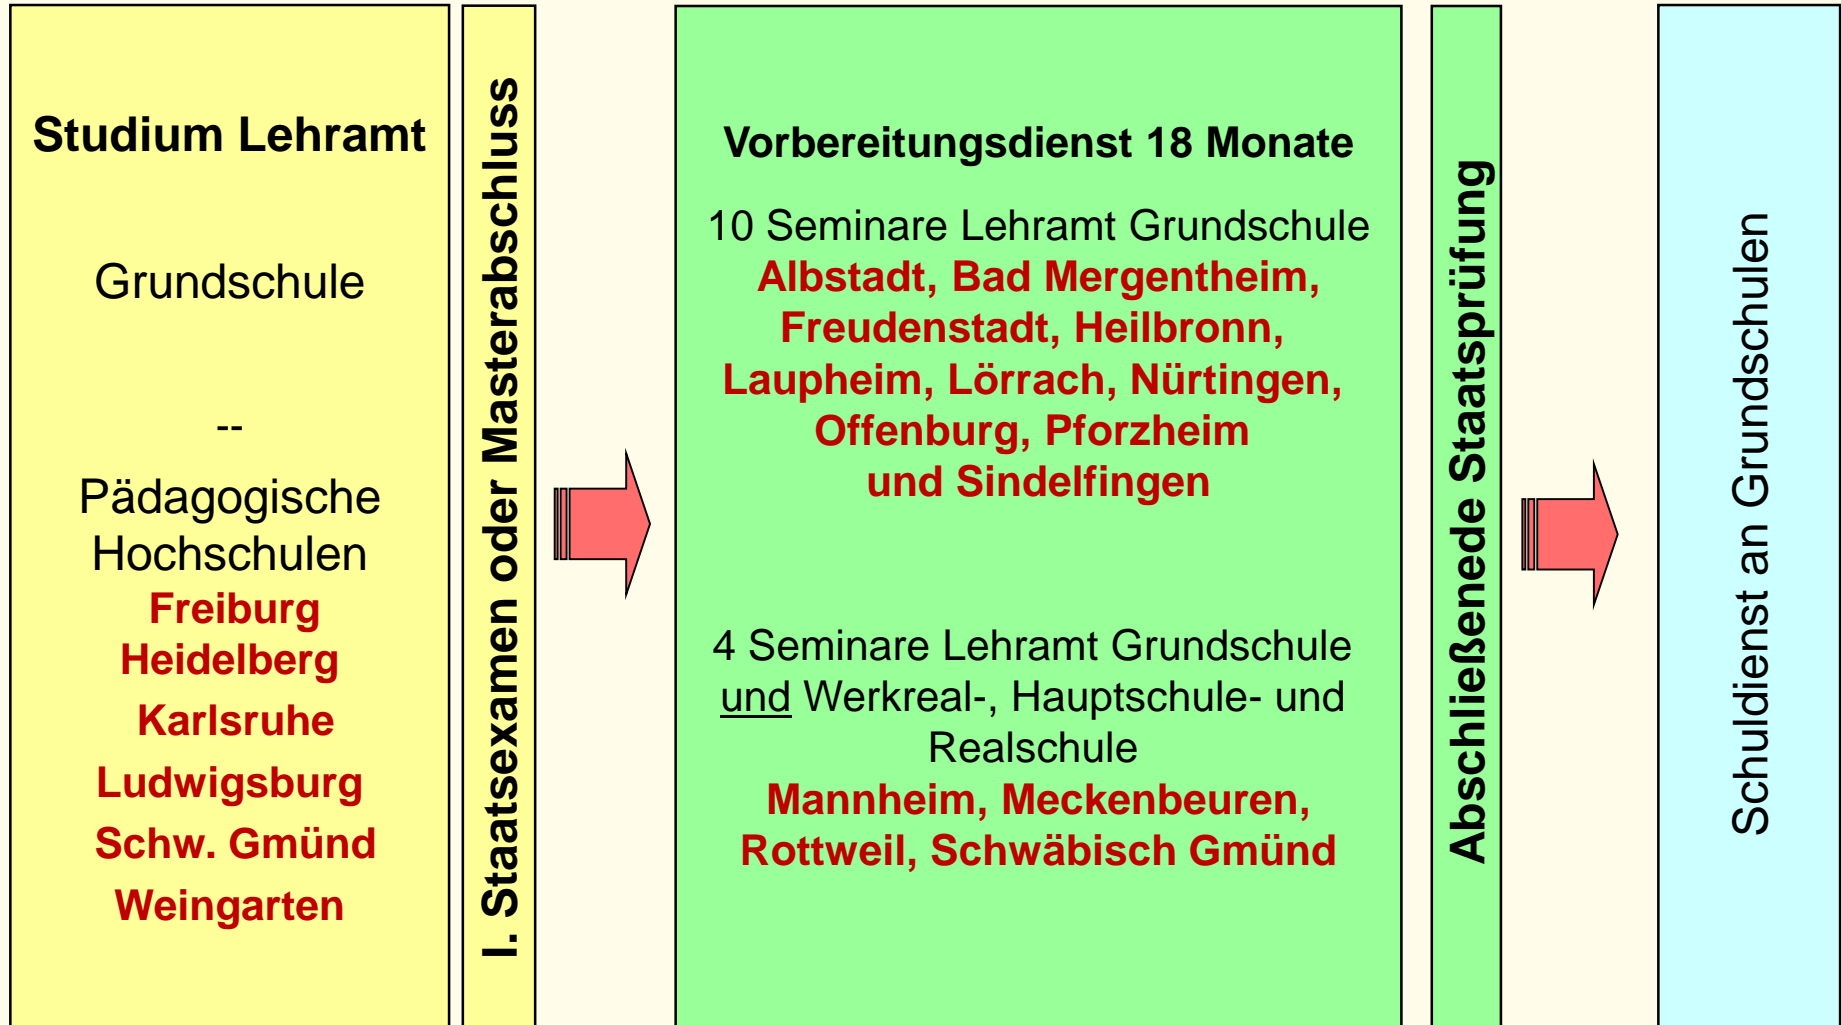 Studium Lehramt
Grundschule
--
Pädagogische
Hochschulen
Freiburg
Heidelberg
Karlsruhe
Ludwigsburg
Schw. Gmünd
Weingarten
I. Staatsexamen oder Masterabschluss
Vorbereitungsdienst 18 Monate
10 Seminare Lehramt Grundschule
Albstadt, Bad Mergentheim,
Freudenstadt, Heilbronn,
Laupheim, Lörrach, Nürtingen,
Offenburg, Pforzheim
und Sindelfingen
4 Seminare Lehramt Grundschule
und Werkreal-, Hauptschule- und
Realschule
Mannheim, Meckenbeuren,
Rottweil, Schwäbisch Gmünd
Abschließenede Staatsprüfung
Schuldienst an Grundschulen